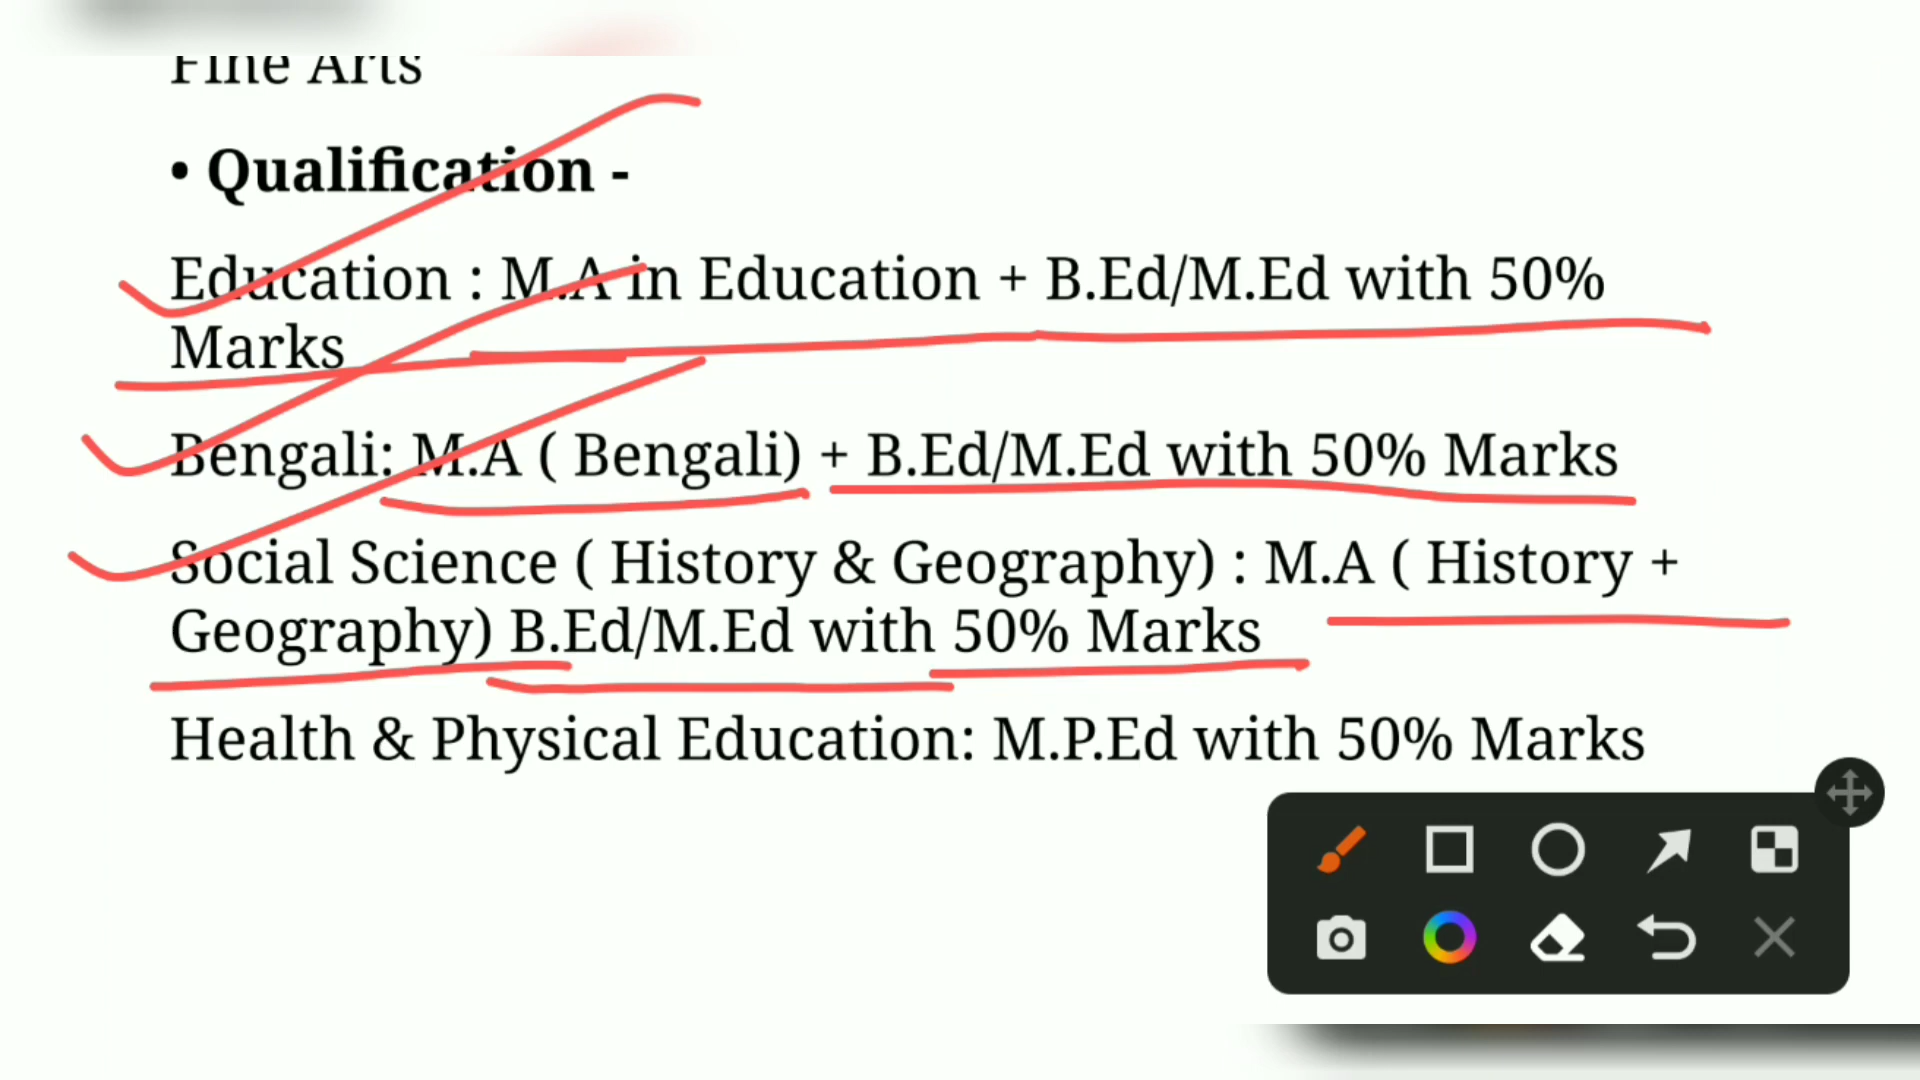 Fine Arts
• Qualification -
Education : M.A in Education + B.Ed/M.Ed with 50%
Marks
Bengali: M.A ( Bengali) + B.Ed/M.Ed with 50% Marks
Social Science ( History & Geography) : M.A ( History +
Geography) B.Ed/M.Ed with 50% Marks
Health & Physical Education: M.P.Ed with 50% Marks